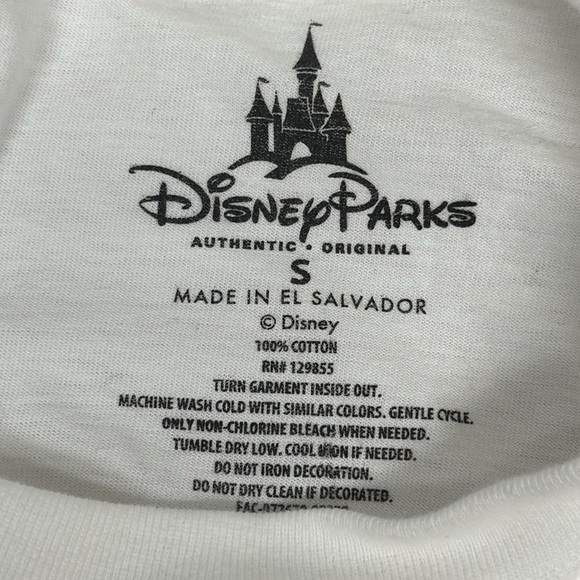 Disney Parks
AUTHENTIC • ORIGINAL
S
MADE IN EL SALVADOR
© Disney
100% COTTON
RN# 129855
TURN GARMENT INSIDE OUT.
MACHINE WASH COLD WITH SIMILAR COLORS. GENTLE CYCLE.
ONLY NON-CHLORINE BLEACH WHEN NEEDED.
TUMBLE DRY LOW. COOL IRON IF NEEDED.
DO NOT IRON DECORATION.
DO NOT DRY CLEAN IF DECORATED.